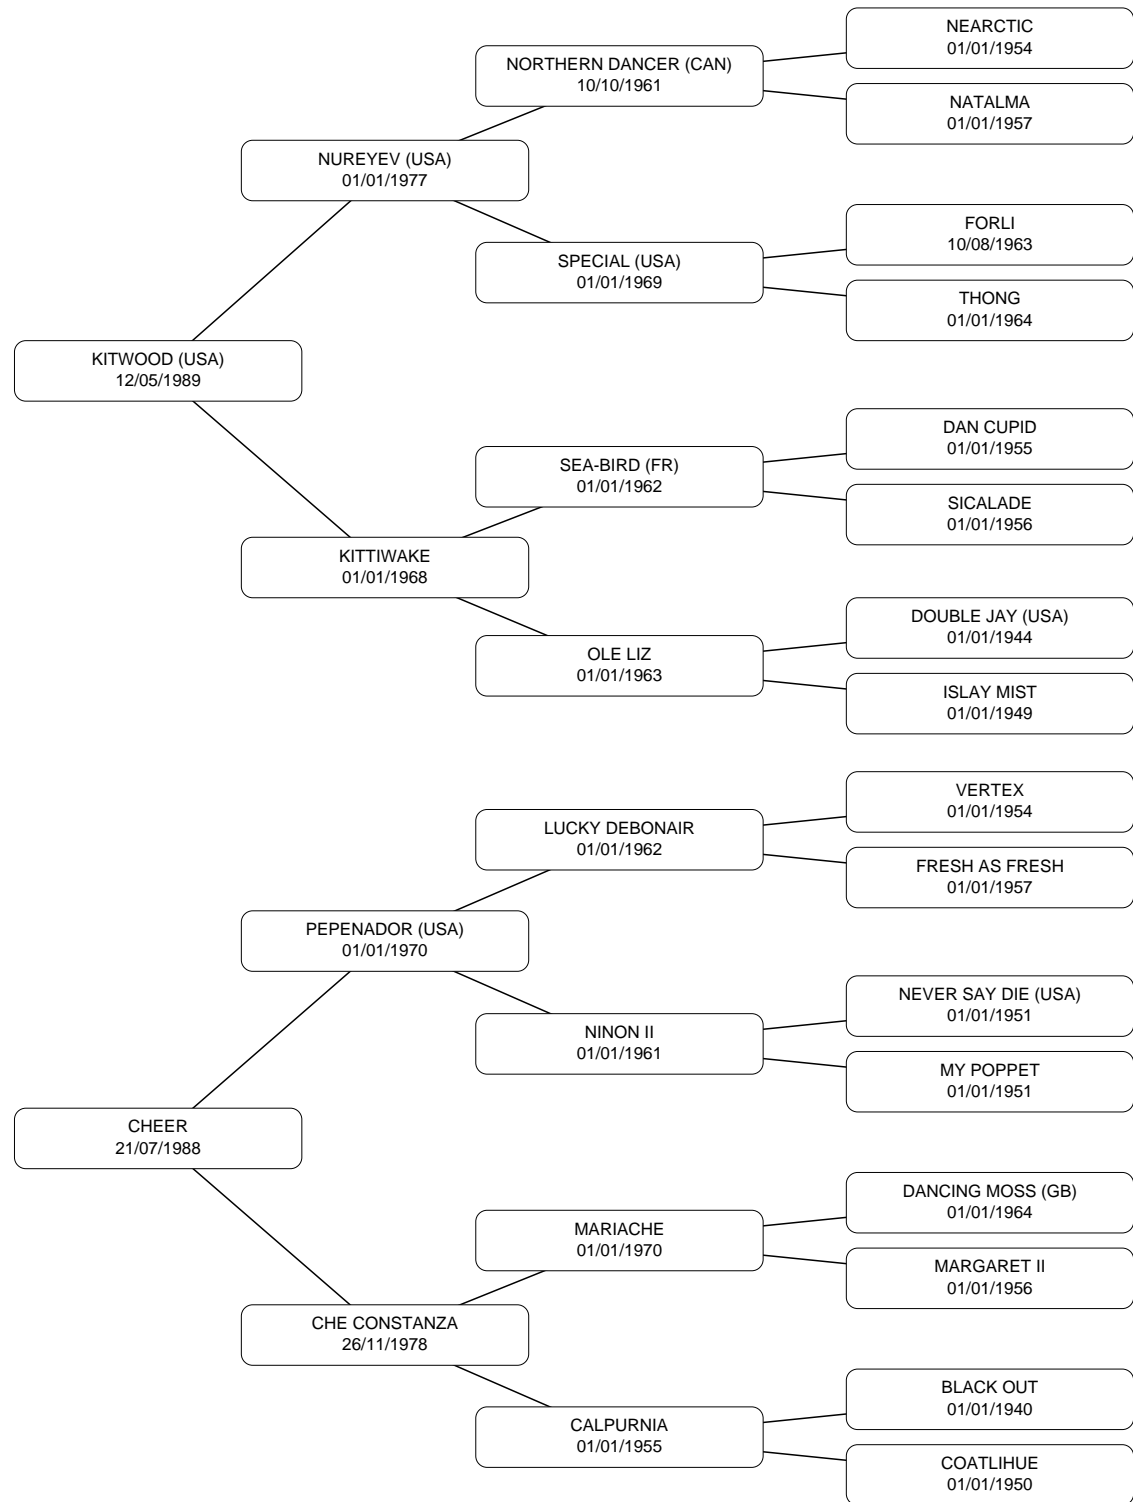 NEARCTIC
01/01/1954
NORTHERN DANCER (CAN)
10/10/1961
NATALMA
01/01/1957
NUREYEV (USA)
01/01/1977
FORLI
10/08/1963
SPECIAL (USA)
01/01/1969
THONG
01/01/1964
KITWOOD (USA)
12/05/1989
DAN CUPID
01/01/1955
SEA-BIRD (FR)
01/01/1962
SICALADE
01/01/1956
KITTIWAKE
01/01/1968
DOUBLE JAY (USA)
01/01/1944
OLE LIZ
01/01/1963
ISLAY MIST
01/01/1949
VERTEX
01/01/1954
LUCKY DEBONAIR
01/01/1962
FRESH AS FRESH
01/01/1957
PEPENADOR (USA)
01/01/1970
NEVER SAY DIE (USA)
01/01/1951
NINON II
01/01/1961
MY POPPET
01/01/1951
CHEER
21/07/1988
DANCING MOSS (GB)
01/01/1964
MARIACHE
01/01/1970
MARGARET II
01/01/1956
CHE CONSTANZA
26/11/1978
BLACK OUT
01/01/1940
CALPURNIA
01/01/1955
COATLIHUE
01/01/1950